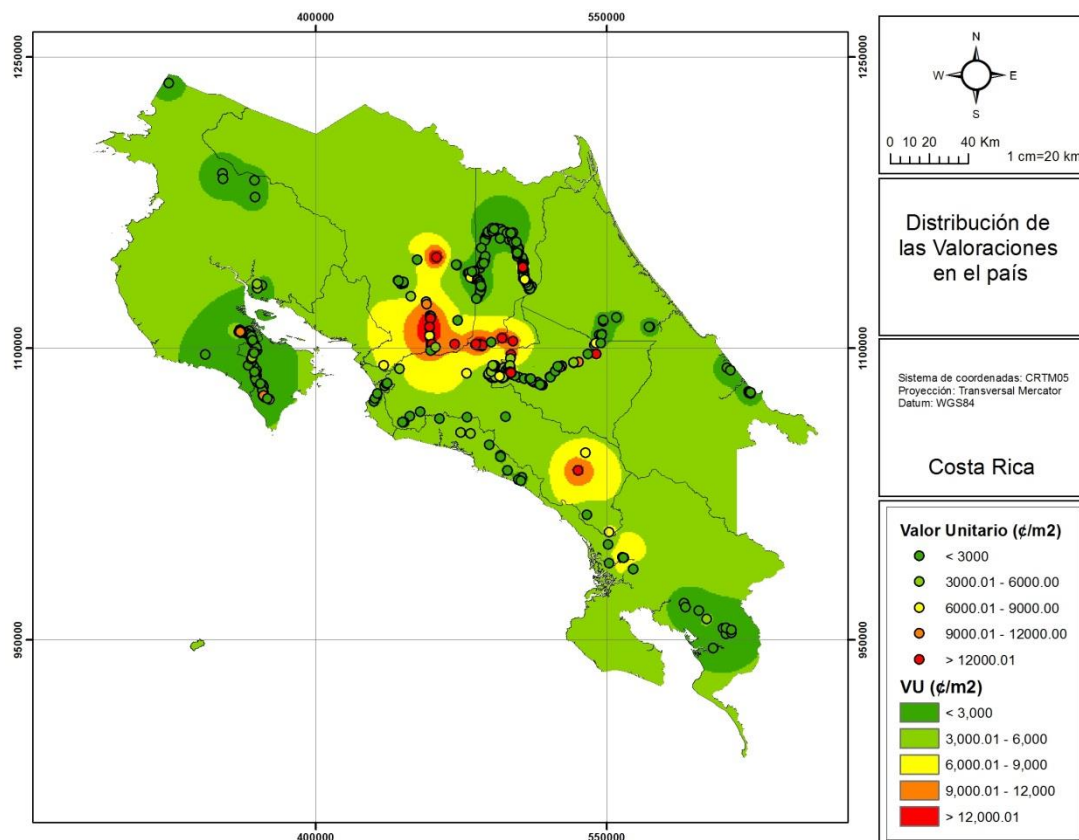 400000
550000
1250000
1250000
1100000
1100000
950000
950000
400000
550000
N
W
E
S
0 10 20 40 Km
1 cm=20 km
Distribución de
las Valoraciones
en el país
Sistema de coordenadas: CRTM05
Proyección: Transversal Mercator
Datum: WGS84
Costa Rica
Valor Unitario (¢/m2)
< 3000
3000.01 - 6000.00
6000.01 - 9000.00
9000.01 - 12000.00
> 12000.01
VU (¢/m2)
< 3,000
3,000.01 - 6,000
6,000.01 - 9,000
9,000.01 - 12,000
> 12,000.01